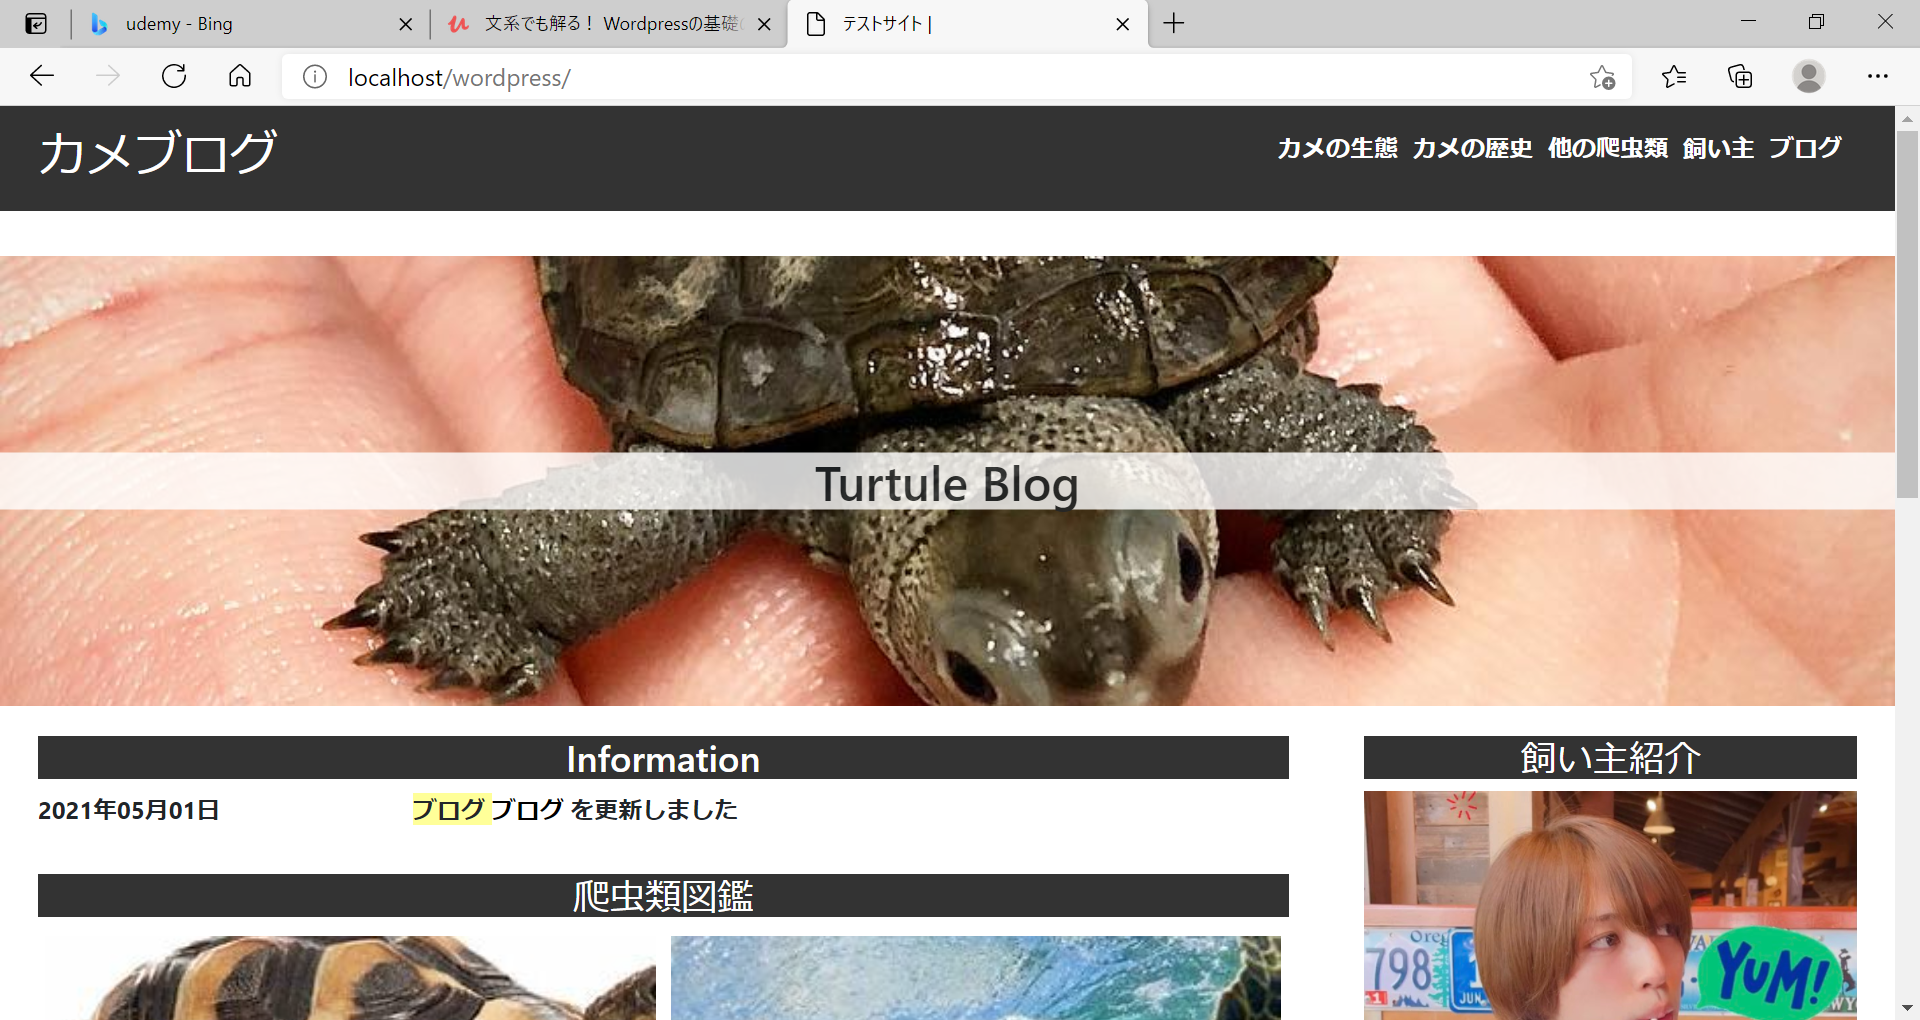 udemy - Bing
文系でも解る！ Wordpressの基礎
テストサイト |
localhost/wordpress/
カメブログ
カメの生態 カメの歴史 他の爬虫類 飼い主 ブログ
Turtule Blog
Information
飼い主紹介
2021年05月01日 ブログ ブログ を更新しました
爬虫類図鑑
798
JUN
YUM!